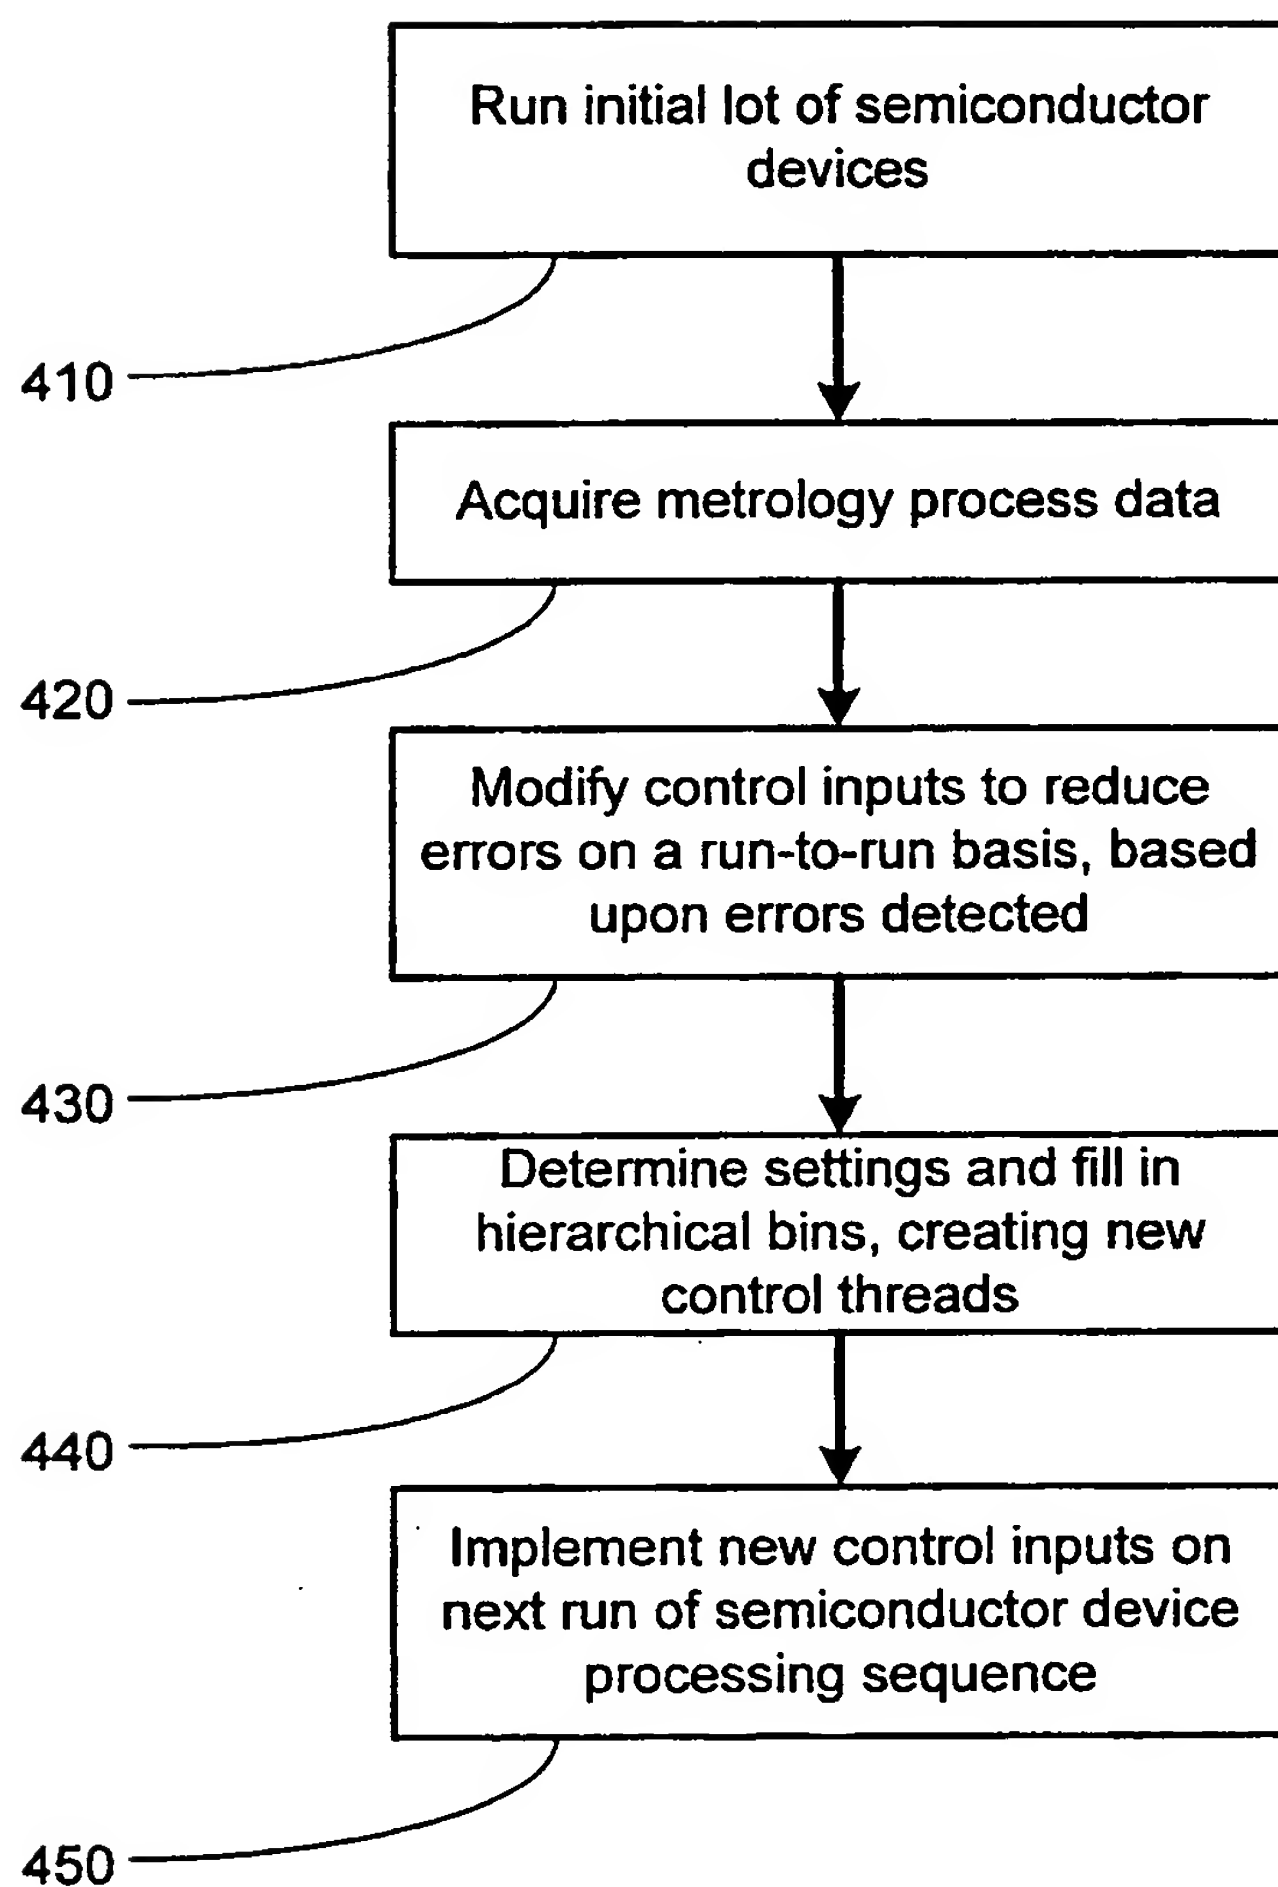 Run initial lot of semiconductor
devices
410
Acquire metrology process data
420
Modify control inputs to reduce
errors on a run-to-run basis, based
upon errors detected
430
Determine settings and fill in
hierarchical bins, creating new
control threads
440
Implement new control inputs on
next run of semiconductor device
processing sequence
450